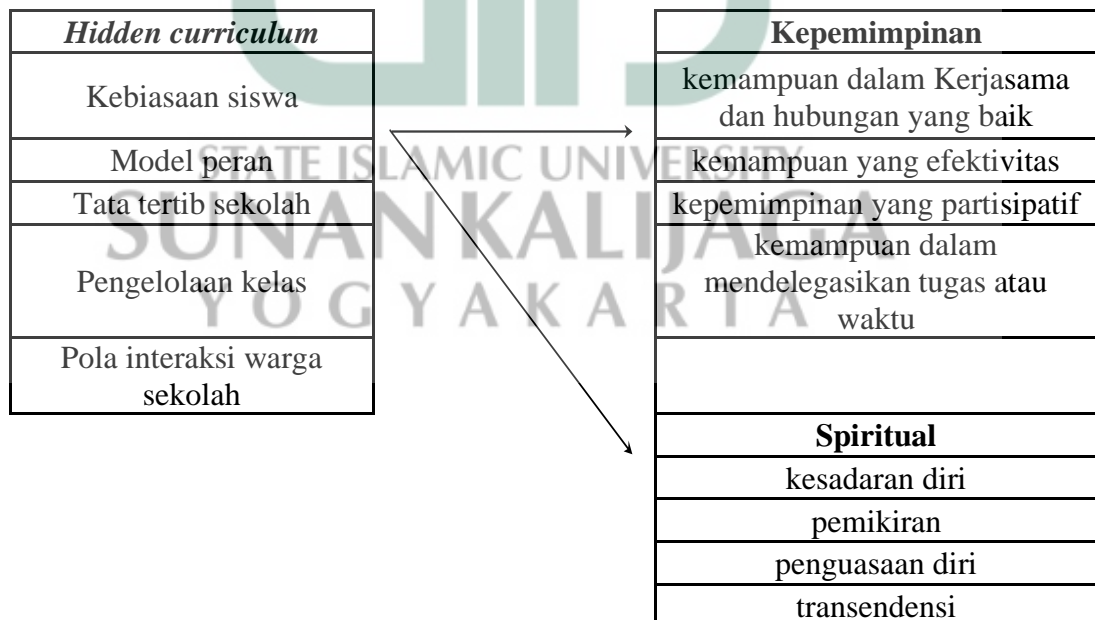 Hidden curriculum
Kebiasaan siswa
Model peran
Tata tertib sekolah
Pengelolaan kelas
Pola interaksi warga
sekolah
Kepemimpinan
kemampuan dalam Kerjasama
dan hubungan yang baik
kemampuan yang efektivitas
kepemimpinan yang partisipatif
kemampuan dalam
mendelegasikan tugas atau
waktu
Spiritual
kesadaran diri
pemikiran
penguasaan diri
transendensi
STATE ISLAMIC UNIVERSITY
SUNAN KALIJAGA
YOGYAKARTA